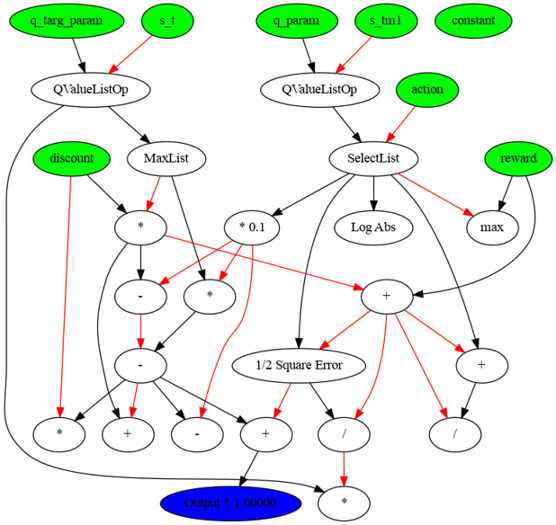 q_targ_param s_t q_param s_tm1 constant
QValueListOp QValueListOp action
discount MaxList SelectList reward
* * 0.1 Log Abs max
- * +
- 1/2 Square Error +
* + - + / /
Output * 1.00000 *